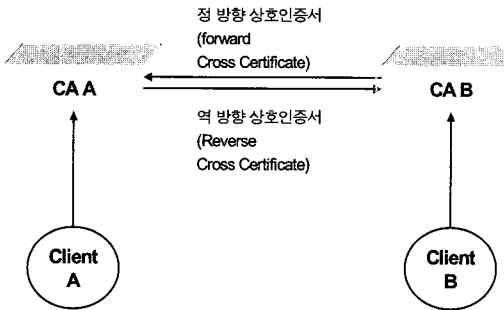 정 방향 상호인증서
(forward
Cross Certificate)
CA A
CA B
역 방향 상호인증서
(Reverse
Cross Certificate)
Client
A
Client
B